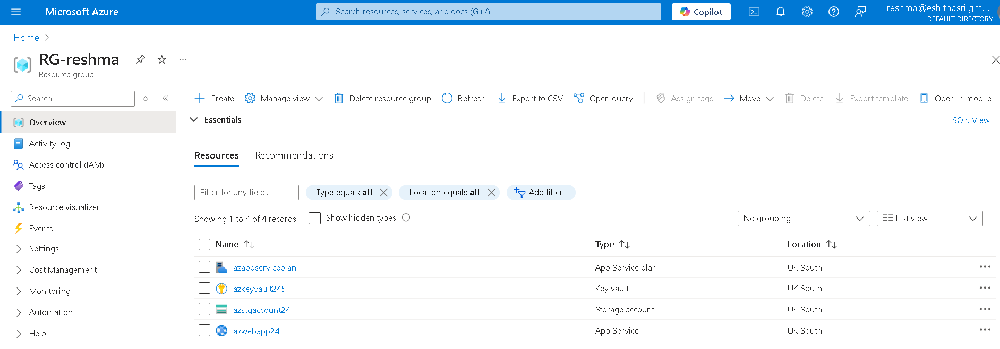 Microsoft Azure
Search resources, services, and docs (G+/)
Copilot
reshma@eshithasriigm...
DEFAULT DIRECTORY
Home
RG-reshma
Resource group
Search
Create
Manage view
Delete resource group
Refresh
Export to CSV
Open query
Assign tags
Move
Delete
Export template
Open in mobile
Overview
Activity log
Access control (IAM)
Tags
Resource visualizer
Events
Settings
Cost Management
Monitoring
Automation
Help
Essentials
JSON View
Resources
Recommendations
Filter for any field...
Type equals all
Location equals all
Add filter
Showing 1 to 4 of 4 records.
Show hidden types
No grouping
List view
Name
Type
Location
azappserviceplan
App Service plan
UK South
azkeyvault245
Key vault
UK South
azstgaccount24
Storage account
UK South
azwebapp24
App Service
UK South